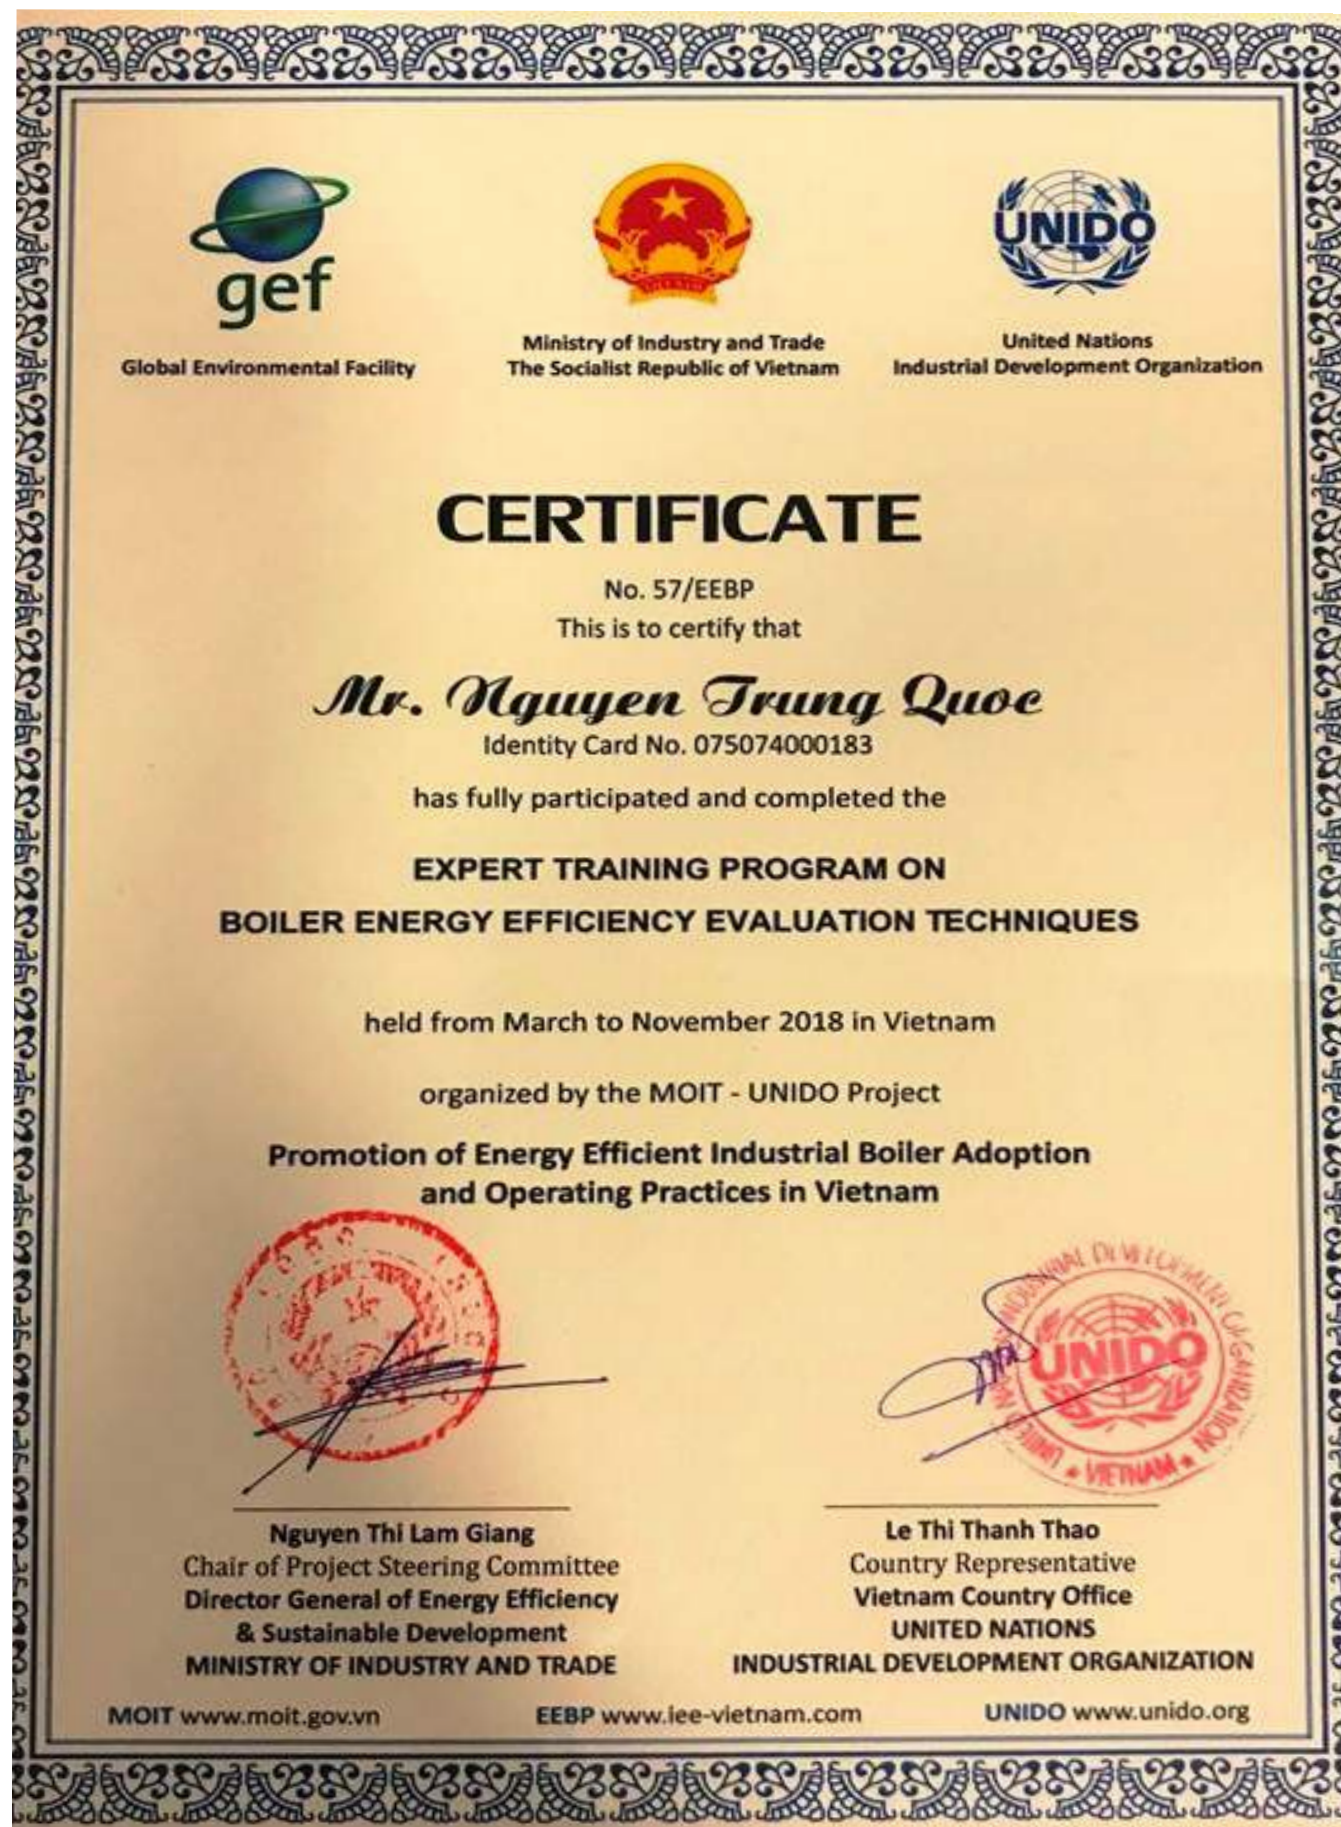 gef
UNIDO
Global Environmental Facility
Ministry of Industry and Trade
The Socialist Republic of Vietnam
United Nations
Industrial Development Organization
CERTIFICATE
No. 57/EEBP
This is to certify that
Mr. Nguyen Trung Quoc
Identity Card No. 075074000183
has fully participated and completed the
EXPERT TRAINING PROGRAM ON
BOILER ENERGY EFFICIENCY EVALUATION TECHNIQUES
held from March to November 2018 in Vietnam
organized by the MOIT - UNIDO Project
Promotion of Energy Efficient Industrial Boiler Adoption
and Operating Practices in Vietnam
UNITED NATIONS INDUSTRIAL DEVELOPMENT ORGANIZATION
UNIDO
VIETNAM
Nguyen Thi Lam Giang
Chair of Project Steering Committee
Director General of Energy Efficiency
& Sustainable Development
MINISTRY OF INDUSTRY AND TRADE
Le Thi Thanh Thao
Country Representative
Vietnam Country Office
UNITED NATIONS
INDUSTRIAL DEVELOPMENT ORGANIZATION
MOIT www.moit.gov.vn
EEBP www.iee-vietnam.com
UNIDO www.unido.org